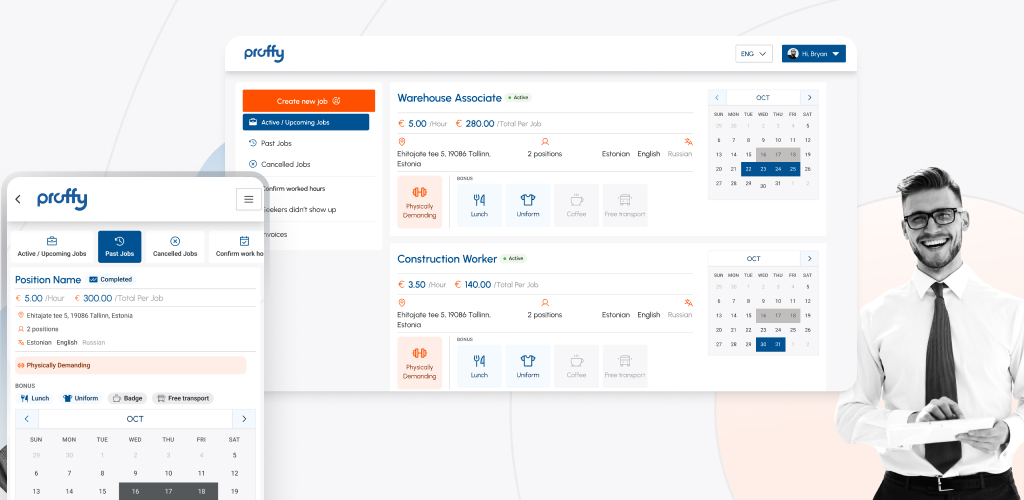 proffy
ENG
Hi, Bryan
Create new job
Active / Upcoming Jobs
Past Jobs
Cancelled Jobs
Confirm worked hours
Seekers didn't show up
nvoices
Warehouse Associate
Active
€ 5.00 /Hour € 280.00 /Total Per Job
Ehitajate tee 5, 19086 Tallinn,
Estonia
2 positions
Estonian English Russian
Physically
Demanding
BONUS
Lunch
Uniform
Coffee
Free transport
OCT
SUN MON TUE WED THU FRI SAT
29 30 1 2 3 4 5
6 7 8 9 10 11 12
13 14 15 16 17 18 19
20 21 22 23 24 25 26
27 28 29 30 31 1 2
Construction Worker
Active
€ 3.50 /Hour € 140.00 /Total Per Job
Ehitajate tee 5, 19086 Tallinn,
Estonia
2 positions
Estonian English Russian
Physically
Demanding
BONUS
Lunch
Uniform
Coffee
Free transport
OCT
SUN MON TUE WED THU FRI SAT
29 30 1 2 3 4 5
6 7 8 9 10 11 12
13 14 15 16 17 18 19
20 21 22 23 24 25 26
27 28 29 30 31 1 2
proffy
Active / Upcoming Jobs
Past Jobs
Cancelled Jobs
Confirm work ho
Position Name
Completed
€ 5.00 /Hour € 300.00 /Total Per Job
Ehitajate tee 5, 19086 Tallinn, Estonia
2 positions
Estonian English Russian
Physically Demanding
BONUS
Lunch
Uniform
Badge
Free transport
OCT
SUN MON TUE WED THU FRI SAT
29 30 1 2 3 4 5
6 7 8 9 10 11 12
13 14 15 16 17 18 19